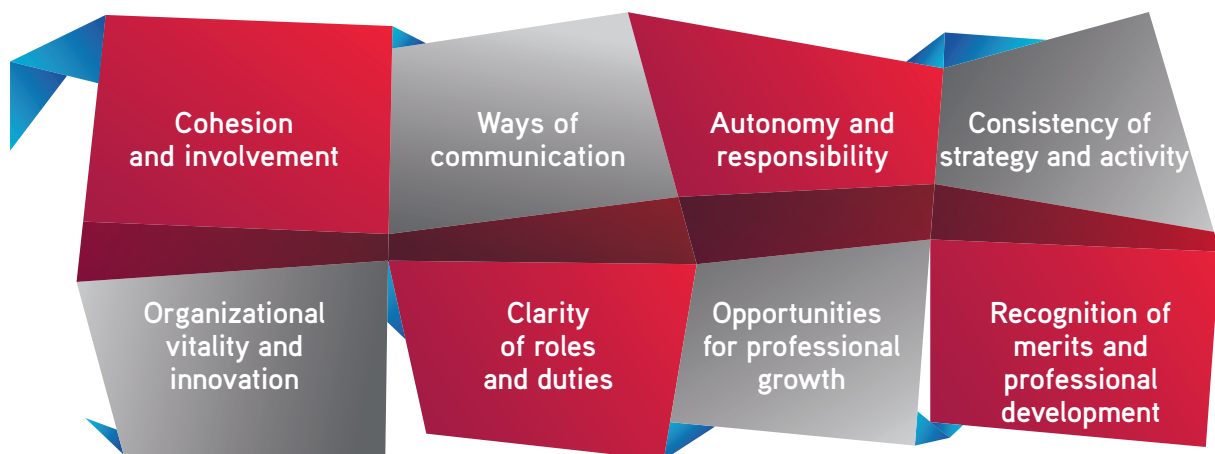 Cohesion
and involvement
Ways of
communication
Autonomy and
responsibility
Consistency of
strategy and activity
Organizational
vitality and
innovation
Clarity
of roles
and duties
Opportunities
for professional
growth
Recognition of
merits and
professional
development